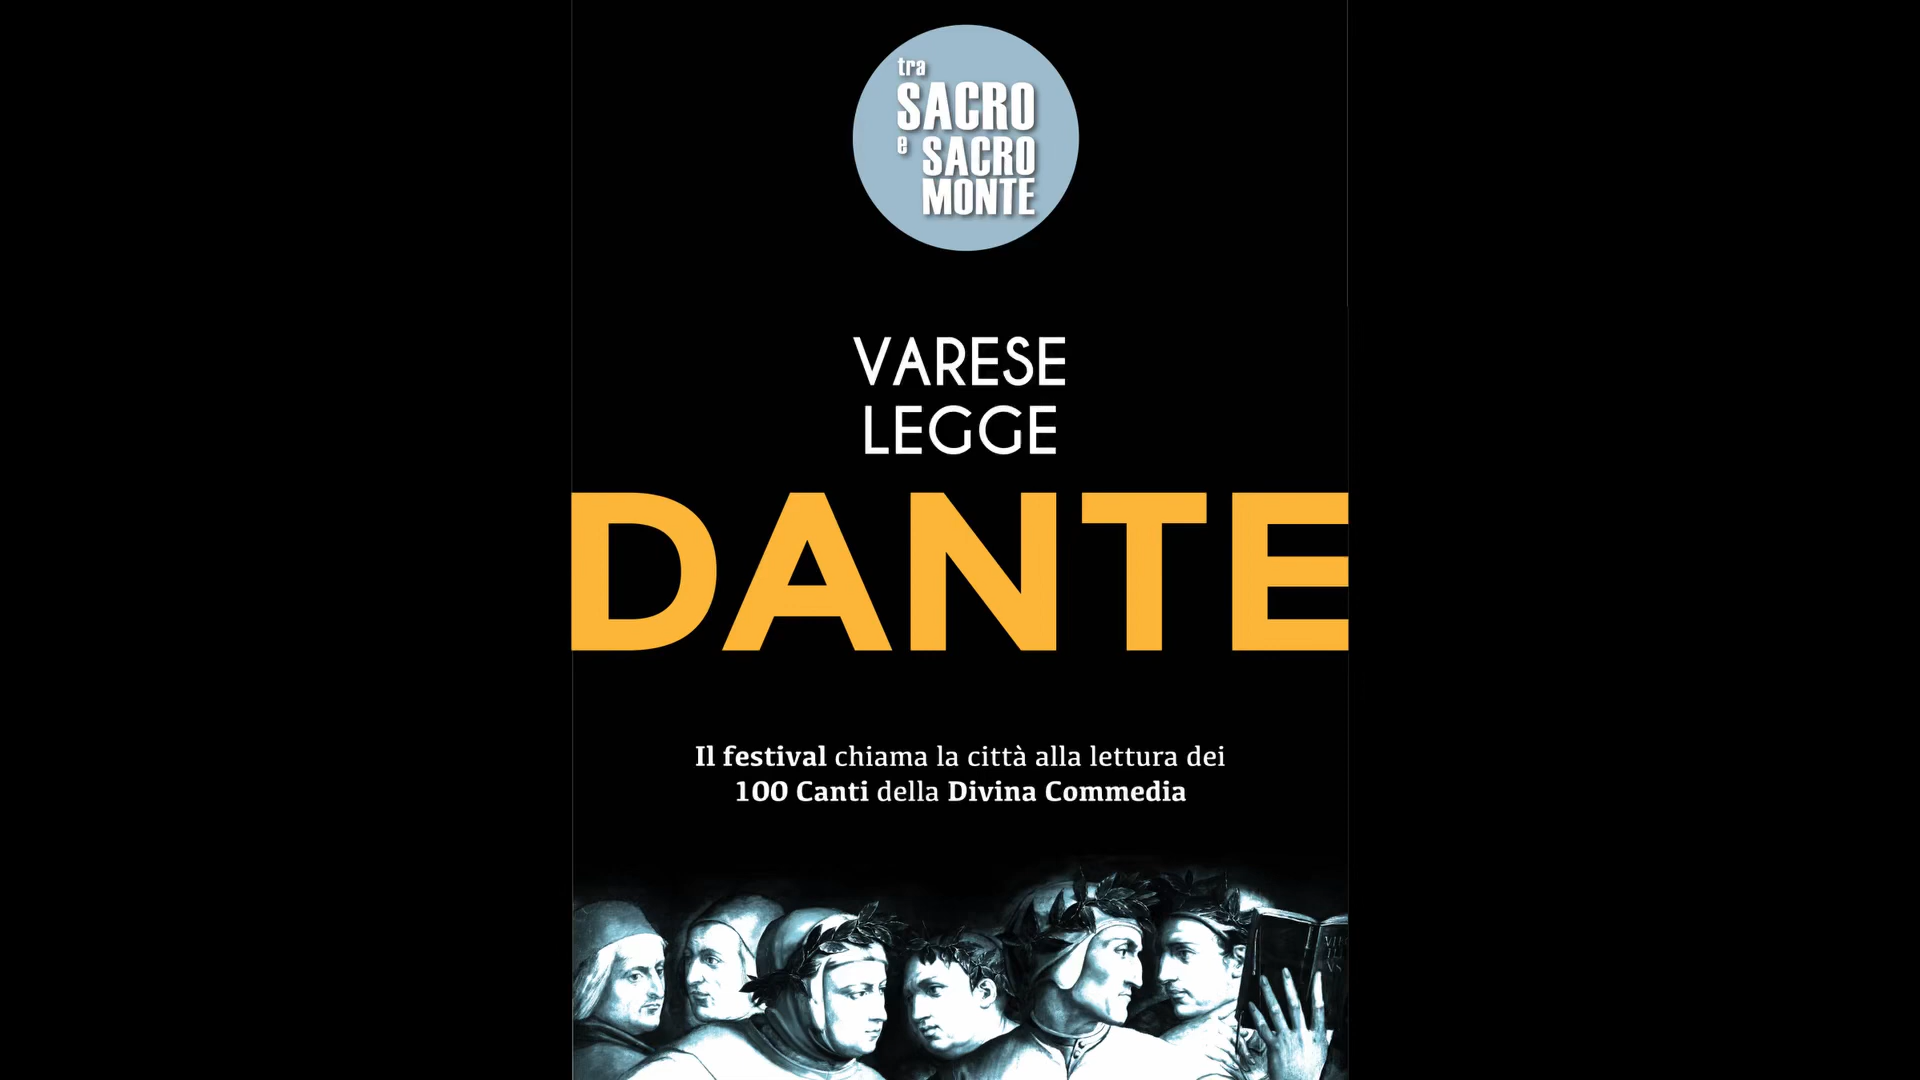 tra
SACRO
e SACRO
MONTE
VARESE
LEGGE
DANTE
Il festival chiama la città alla lettura dei
100 Canti della Divina Commedia